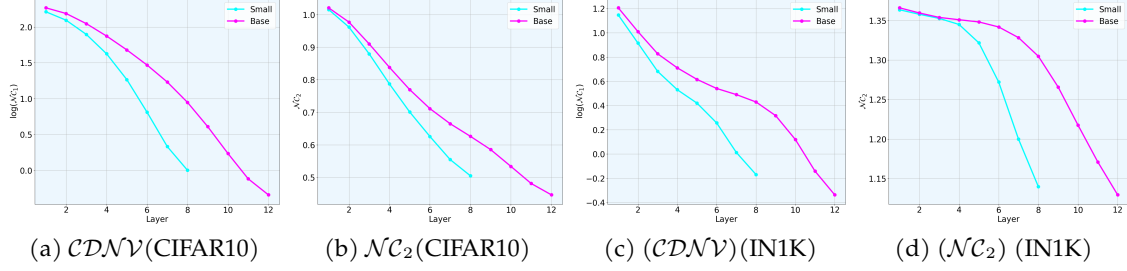 Small
Base
2.0
1.5
1.0
0.5
0.0
log(𝒩𝒞₁)
2 4 6 8 10 12
Layer
(a) 𝒞𝒟𝒩𝒱(CIFAR10)
Small
Base
1.0
0.9
0.8
0.7
0.6
0.5
𝒩𝒞₂
2 4 6 8 10 12
Layer
(b) 𝒩𝒞₂(CIFAR10)
Small
Base
1.2
1.0
0.8
0.6
0.4
0.2
0.0
−0.2
−0.4
log(𝒩𝒞₁)
2 4 6 8 10 12
Layer
(c) (𝒞𝒟𝒩𝒱)(IN1K)
Small
Base
1.35
1.30
1.25
1.20
1.15
𝒩𝒞₂
2 4 6 8 10 12
Layer
(d) (𝒩𝒞₂) (IN1K)